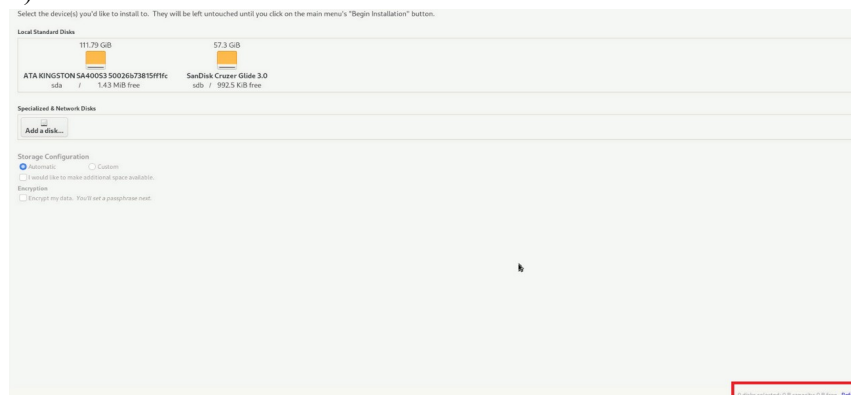 Select the device(s) you'd like to install to. They will be left untouched until you click on the main menu's "Begin Installation" button.
Local Standard Disks
111.79 GiB 57.3 GiB
ATA KINGSTON SA400S3 50026b73815ff1fc SanDisk Cruzer Glide 3.0
sda / 1.43 MiB free sdb / 992.5 KiB free
Specialized & Network Disks
Add a disk...
Storage Configuration
Automatic Custom
I would like to make additional space available.
Encryption
Encrypt my data. You'll set a passphrase next.